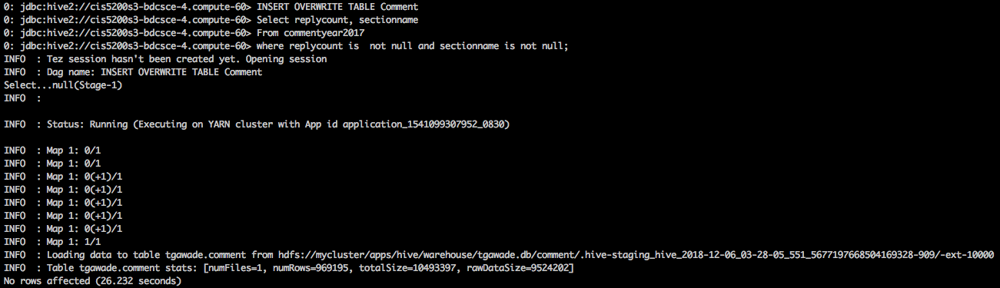 0: jdbc:hive2://cis5200s3-bdcsce-4.compute-60> INSERT OVERWRITE TABLE Comment
0: jdbc:hive2://cis5200s3-bdcsce-4.compute-60> Select replycount, sectionname
0: jdbc:hive2://cis5200s3-bdcsce-4.compute-60> From commentyear2017
0: jdbc:hive2://cis5200s3-bdcsce-4.compute-60> where replycount is  not null and sectionname is not null;
INFO  : Tez session hasn't been created yet. Opening session
INFO  : Dag name: INSERT OVERWRITE TABLE Comment
Select...null(Stage-1)
INFO  :
INFO  : Status: Running (Executing on YARN cluster with App id application_1541099307952_0830)
INFO  : Map 1: 0/1
INFO  : Map 1: 0/1
INFO  : Map 1: 0(+1)/1
INFO  : Map 1: 0(+1)/1
INFO  : Map 1: 0(+1)/1
INFO  : Map 1: 0(+1)/1
INFO  : Map 1: 0(+1)/1
INFO  : Map 1: 1/1
INFO  : Loading data to table tgawade.comment from hdfs://mycluster/apps/hive/warehouse/tgawade.db/comment/.hive-staging_hive_2018-12-06_03-28-05_551_5677197668504169328-909/-ext-10000
INFO  : Table tgawade.comment stats: [numFiles=1, numRows=969195, totalSize=10493397, rawDataSize=9524202]
No rows affected (26.232 seconds)